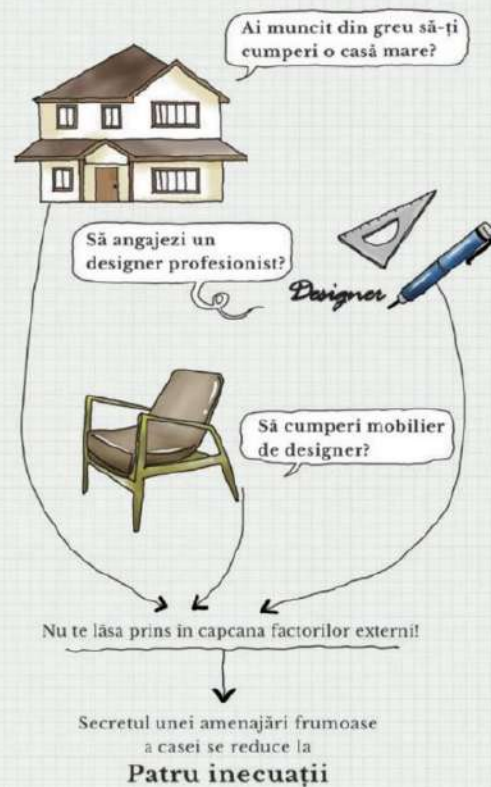 Ai muncit din greu să-ți
cumperi o casă mare?
Să angajezi un
designer profesionist?
Designer
Să cumperi mobilier
de designer?
Nu te lăsa prins în capcana factorilor externi!
Secretul unei amenajări frumoase
a casei se reduce la
Patru inecuații